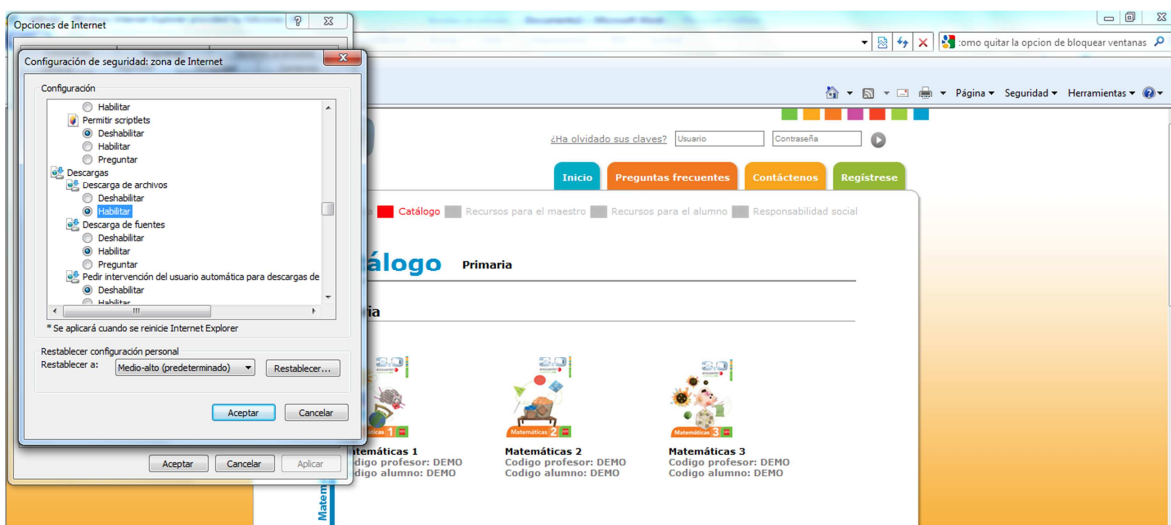 Opciones de Internet
Configuración de seguridad: zona de Internet
Configuración
Habilitar
Permitir scriptlets
Deshabilitar
Habilitar
Preguntar
Descargas
Descarga de archivos
Deshabilitar
Habilitar
Descarga de fuentes
Deshabilitar
Habilitar
Preguntar
Pedir intervención del usuario automática para descargas de
Deshabilitar
Habilitar
* Se aplicará cuando se reinicie Internet Explorer
Restablecer configuración personal
Restablecer a: Medio-alto (predeterminado) Restablecer...
Aceptar Cancelar
Aceptar Cancelar Aplicar
omo quitar la opcion de bloquear ventanas
Página Seguridad Herramientas
¿Ha olvidado sus claves? Usuario Contraseña
Inicio Preguntas frecuentes Contáctenos Regístrese
Catálogo Recursos para el maestro Recursos para el alumno Responsabilidad social
álogo Primaria
ia
Matemáticas 1 Matemáticas 2 Matemáticas 3
temáticas 1 Matemáticas 2 Matemáticas 3
digo profesor: DEMO Codigo profesor: DEMO Codigo profesor: DEMO
digo alumno: DEMO Codigo alumno: DEMO Codigo alumno: DEMO
Matem